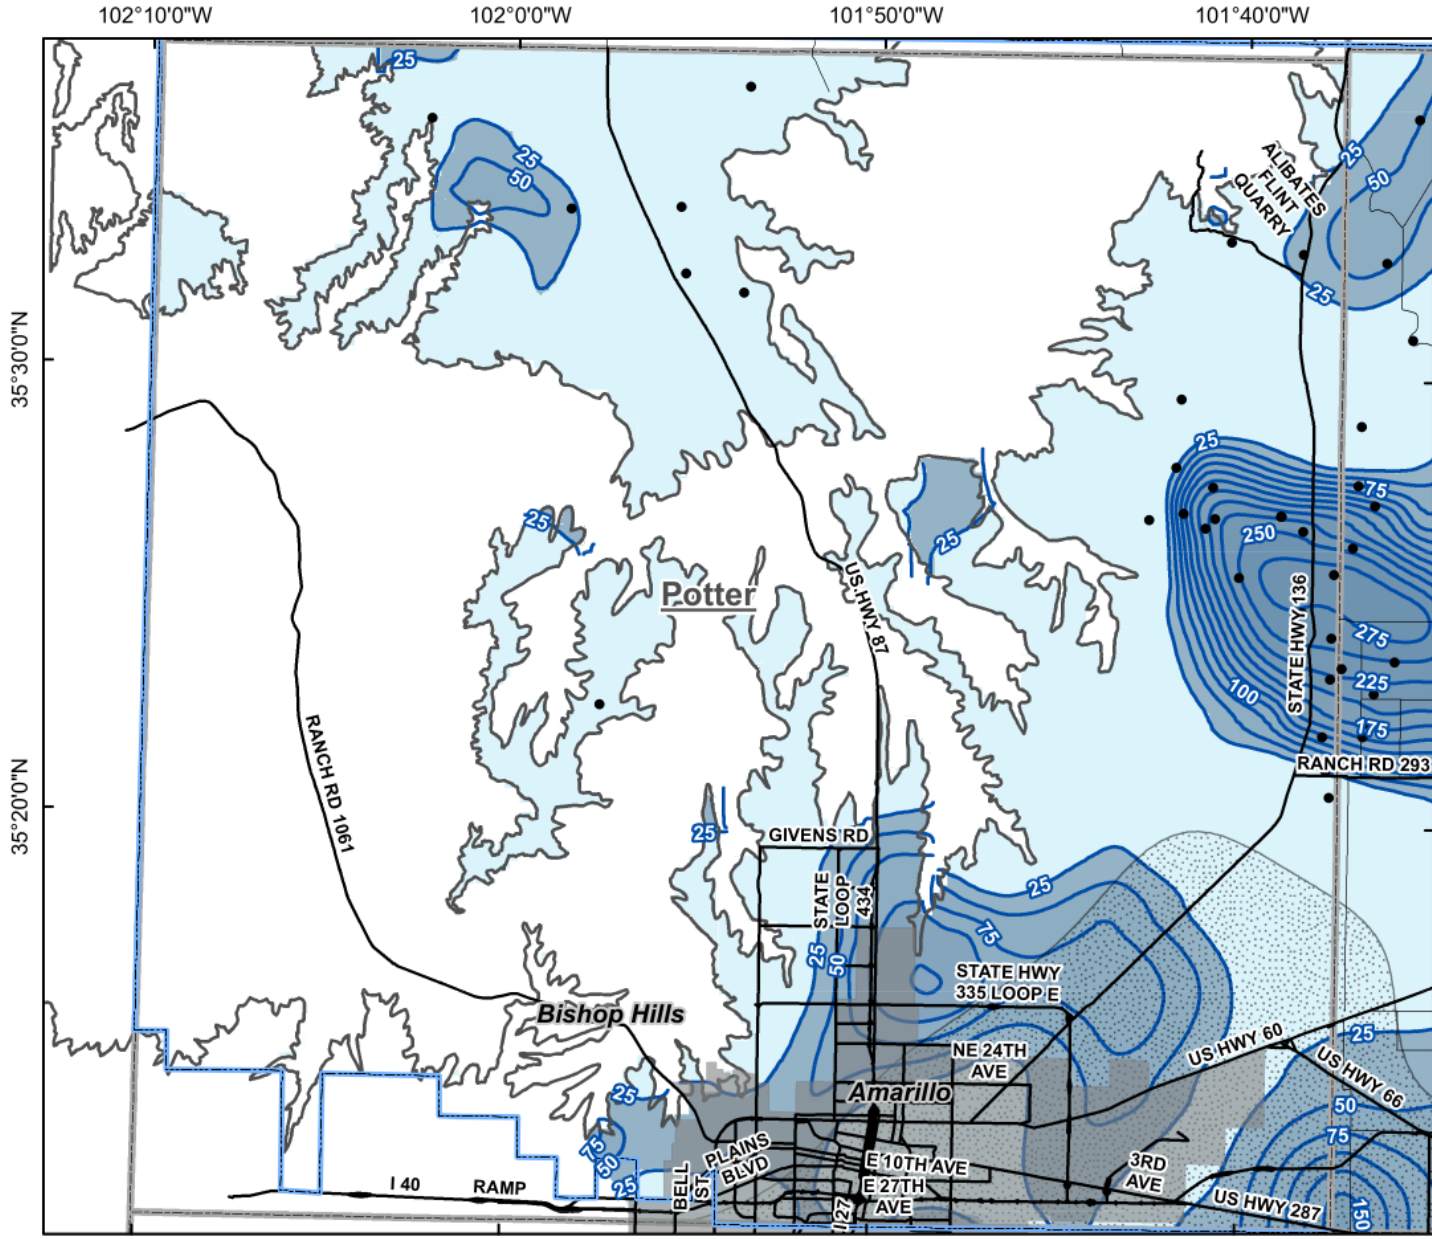 102°10'0"W
102°0'0"W
101°50'0"W
101°40'0"W
25
25
50
ALIBATES
FLINT
QUARRY
25
50
25
35°30'0"N
25
75
25
250
25
US HWY 87
Potter
STATE HWY 136
275
225
100
175
RANCH RD 1061
RANCH RD 293
35°20'0"N
25
GIVENS RD
STATE
LOOP
434
25
75
25
50
STATE HWY
335 LOOP E
Bishop Hills
US HWY 60
25
US HWY 66
NE 24TH
AVE
25
Amarillo
50
75
75
50
25
PLAINS
BLVD
BELL
ST
E 10TH AVE
3RD
AVE
I 40
RAMP
E 27TH
AVE
I 27
US HWY 287
150